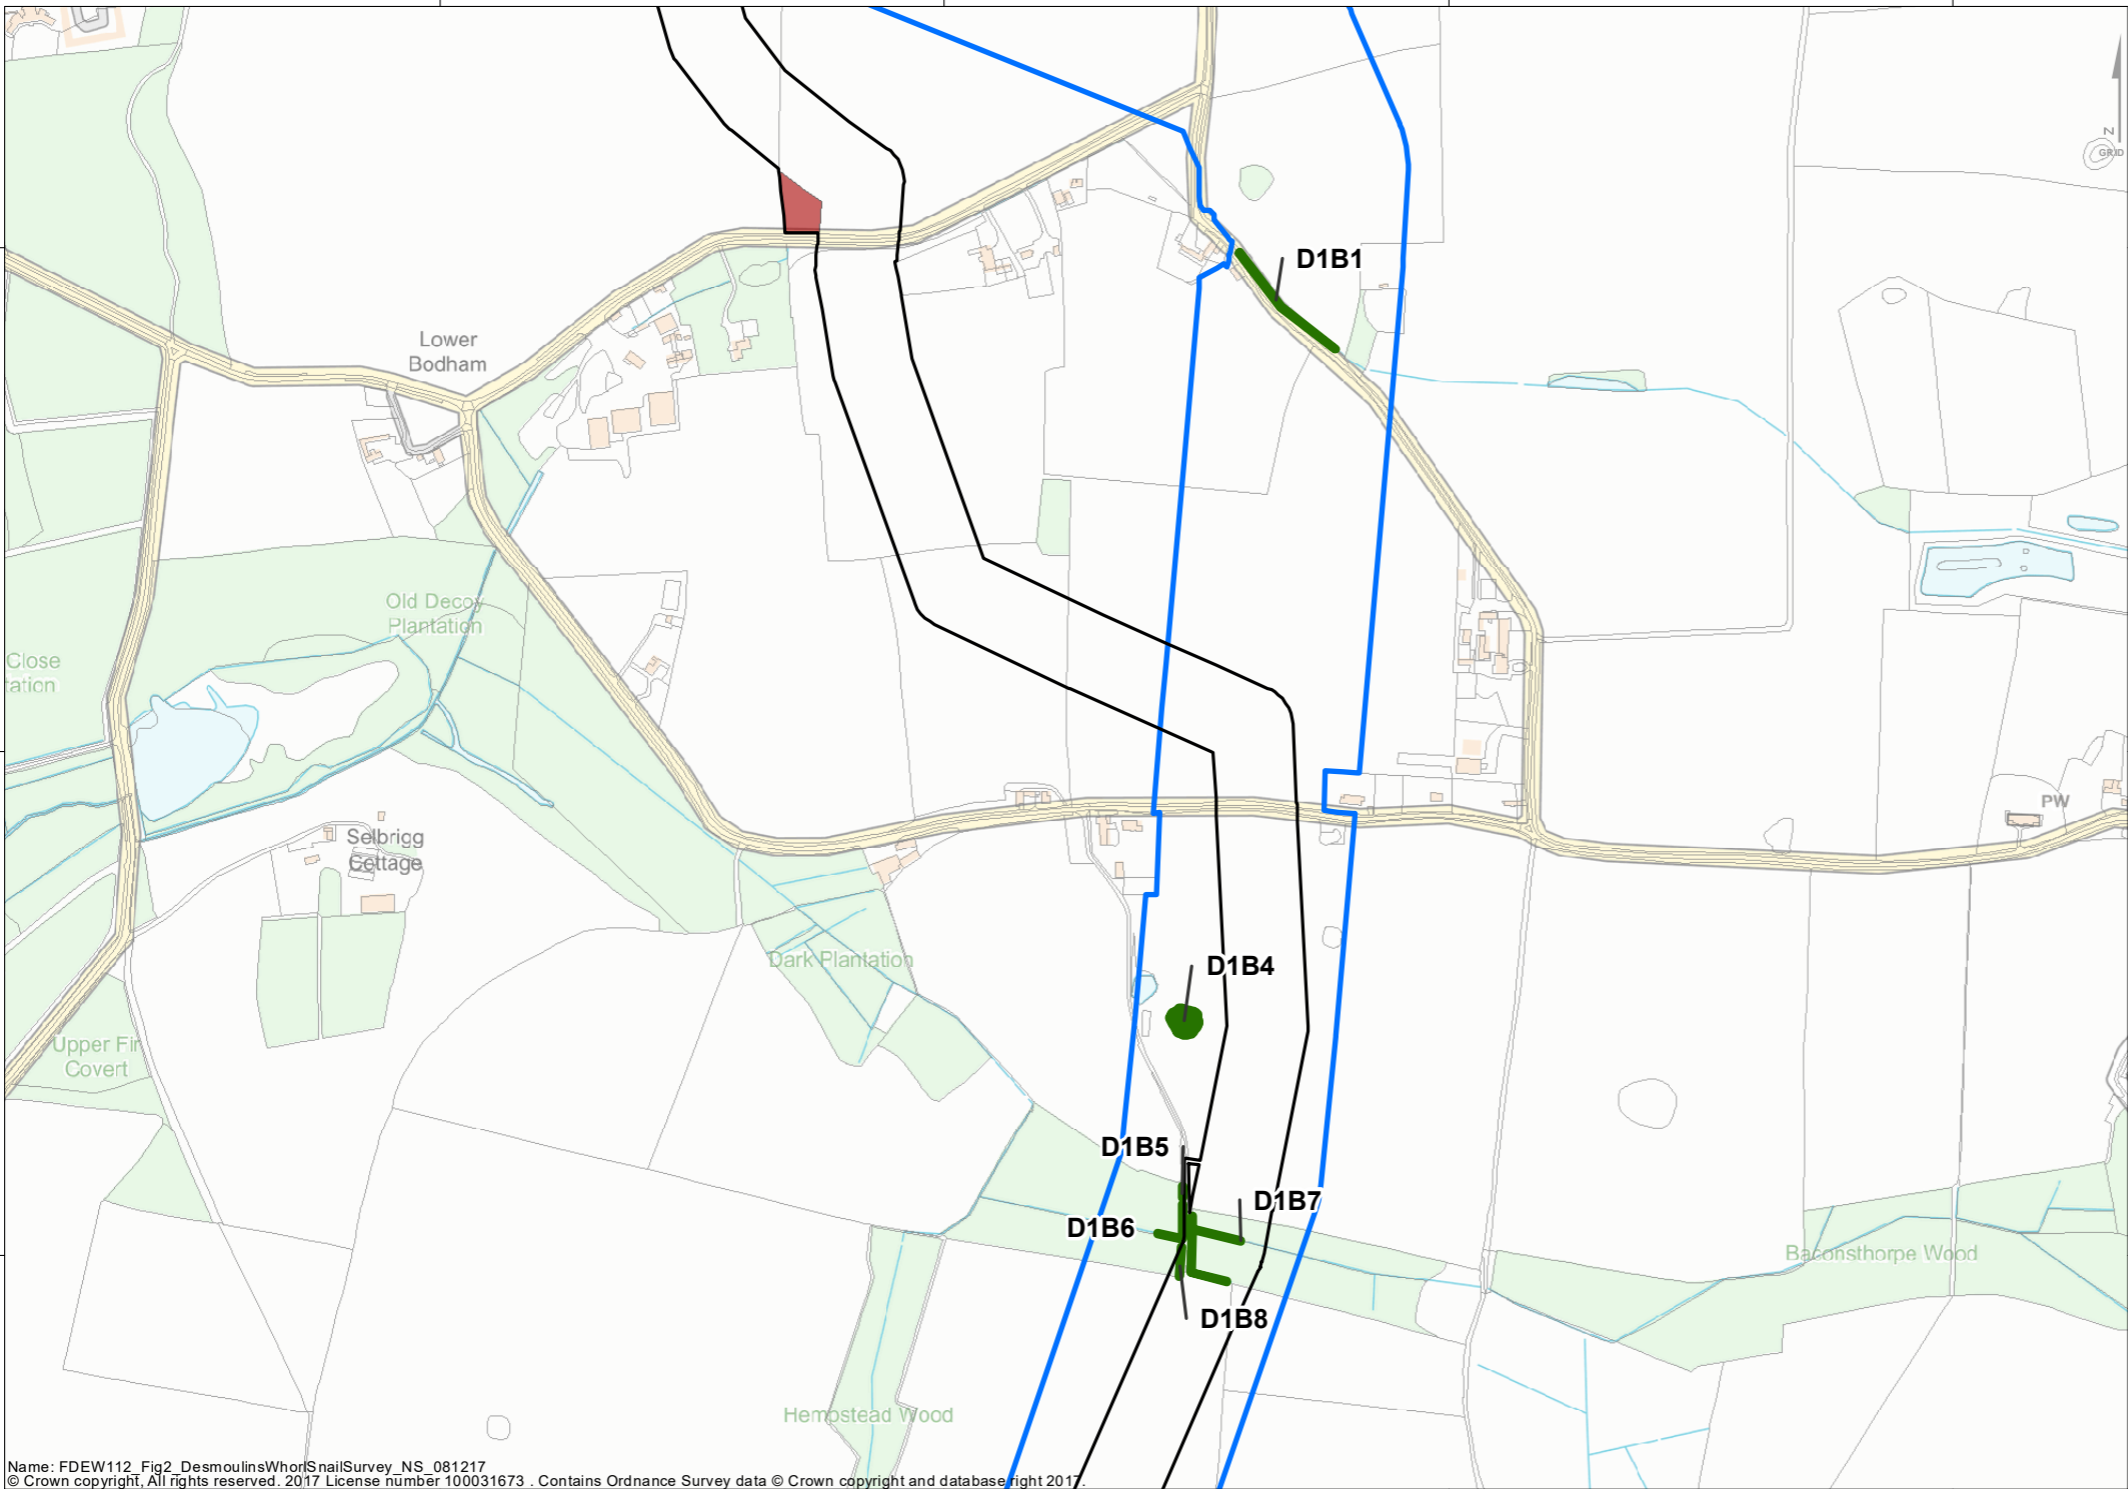 Z
GRID
D1B1
Lower
Bodham
Old Decoy
Plantation
Close
tation
PW
Selbrigg
Cottage
Dark Plantation
D1B4
Upper Fir
Covert
D1B5
D1B7
D1B6
Baconsthorpe Wood
D1B8
Hempstead Wood
Name: FDEW112_Fig2_DesmoulinsWhorlSnailSurvey_NS_081217
© Crown copyright, All rights reserved. 2017 License number 100031673 . Contains Ordnance Survey data © Crown copyright and database right 2017.